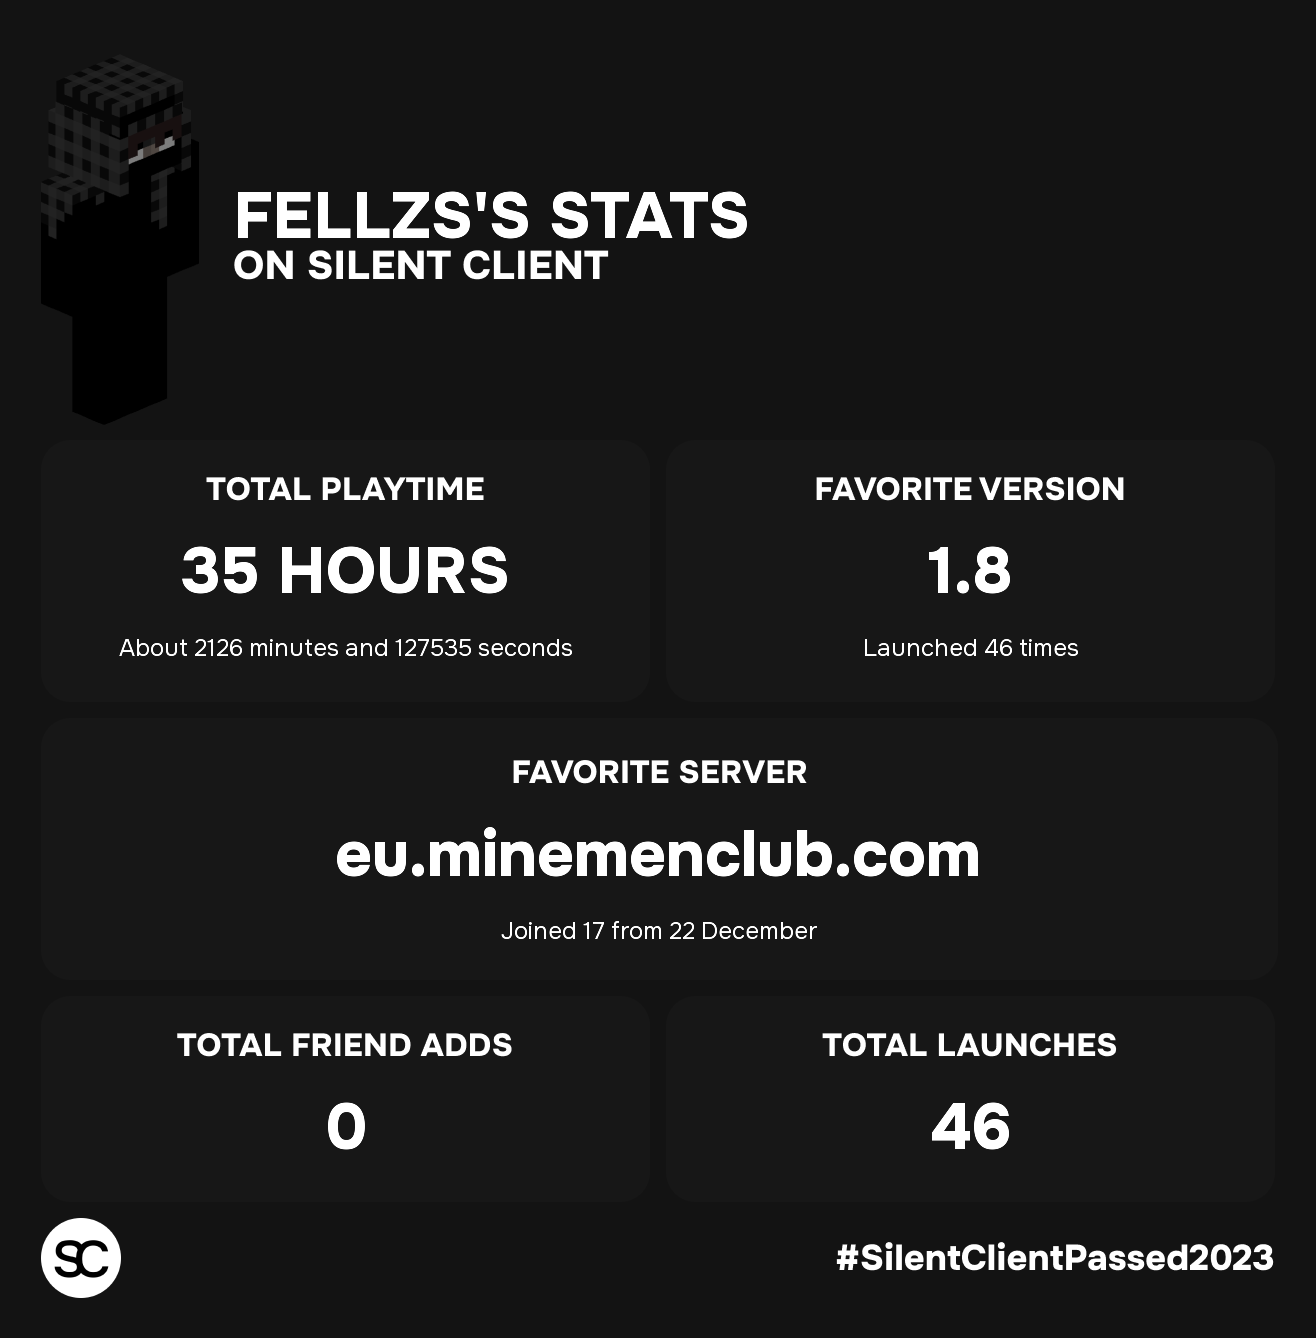 FELLZS'S STATS
ON SILENT CLIENT
TOTAL PLAYTIME
35 HOURS
About 2126 minutes and 127535 seconds
FAVORITE VERSION
1.8
Launched 46 times
FAVORITE SERVER
eu.minemenclub.com
Joined 17 from 22 December
TOTAL FRIEND ADDS
0
TOTAL LAUNCHES
46
SC
#SilentClientPassed2023